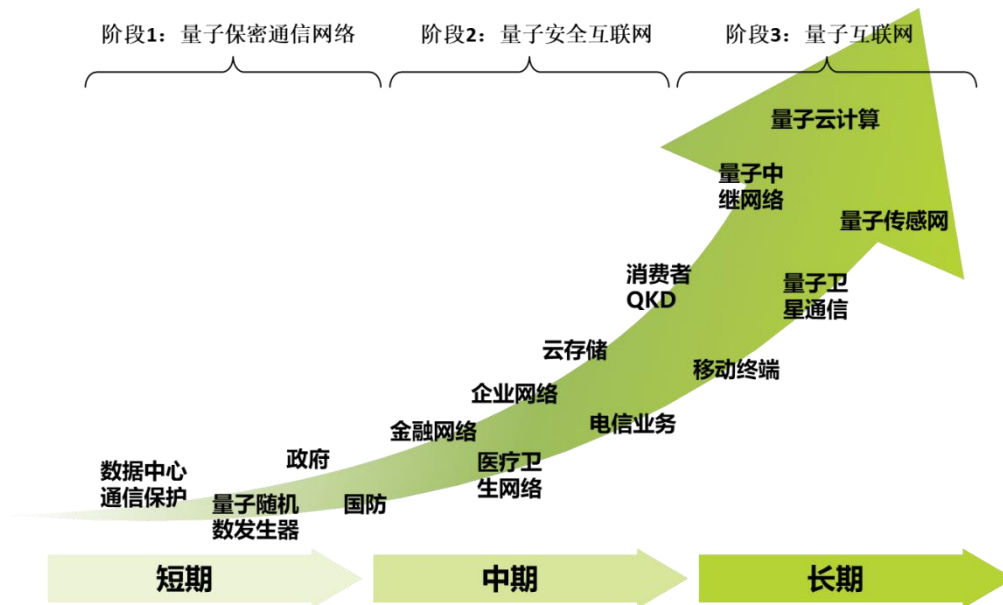 阶段1：量子保密通信网络
阶段2：量子安全互联网
阶段3：量子互联网
量子云计算
量子中
继网络
量子传感网
消费者
QKD
量子卫
星通信
云存储
移动终端
企业网络
电信业务
金融网络
医疗卫
生网络
政府
数据中心
通信保护
量子随机
数发生器
国防
短期
中期
长期